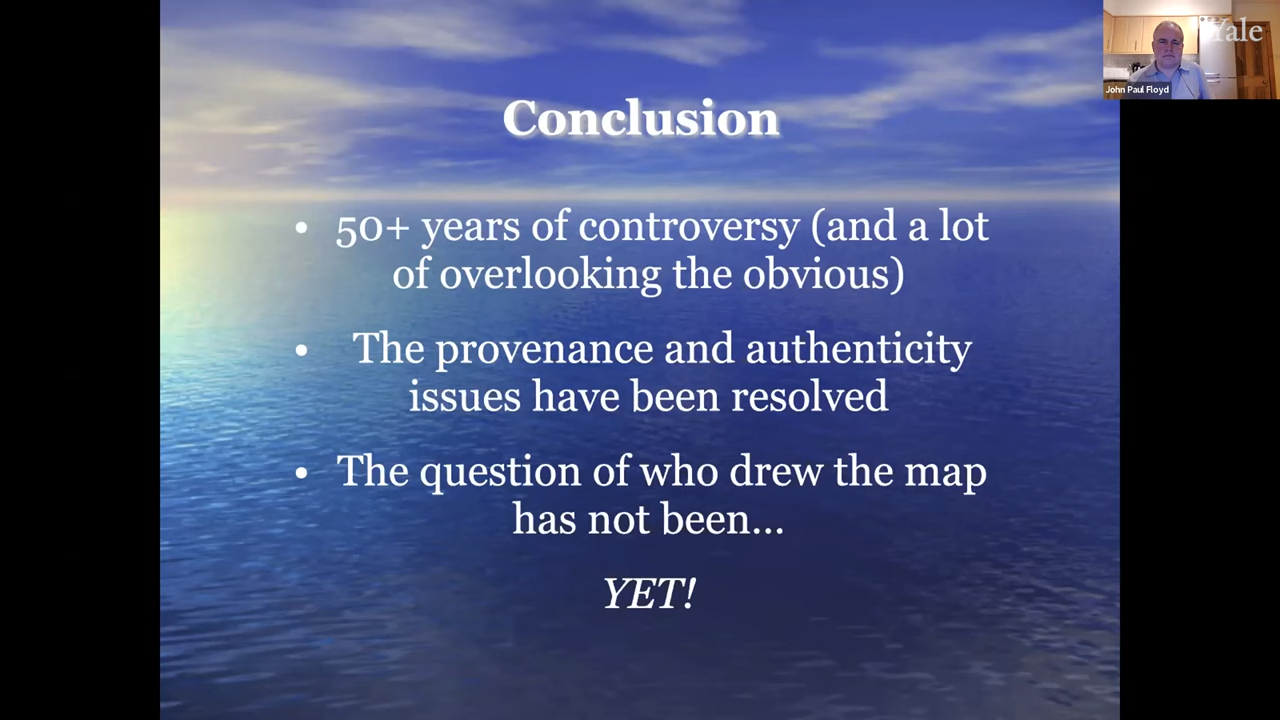 Yale
John Paul Floyd
Conclusion
• 50+ years of controversy (and a lot
of overlooking the obvious)
• The provenance and authenticity
issues have been resolved
• The question of who drew the map
has not been...
YET!